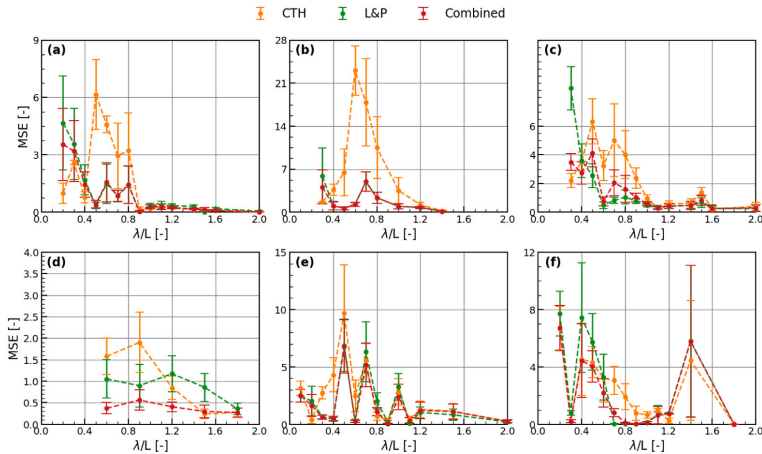 CTH L&P Combined
(a) (b) (c)
9 28
6 21 6
14 4
3 7 2
0 0 0
0.0 0.4 0.8 1.2 1.6 2.0 0.0 0.4 0.8 1.2 1.6 2.0 0.0 0.4 0.8 1.2 1.6 2.0
MSE [-]
λ/L [-] λ/L [-] λ/L [-]
(d) (e) (f)
4.0 15 12
3.5
3.0
2.5 10 8
2.0
1.5 5 4
1.0
0.5
0.0 0 0
0.0 0.4 0.8 1.2 1.6 2.0 0.0 0.4 0.8 1.2 1.6 2.0 0.0 0.4 0.8 1.2 1.6 2.0
MSE [-]
λ/L [-] λ/L [-] λ/L [-]